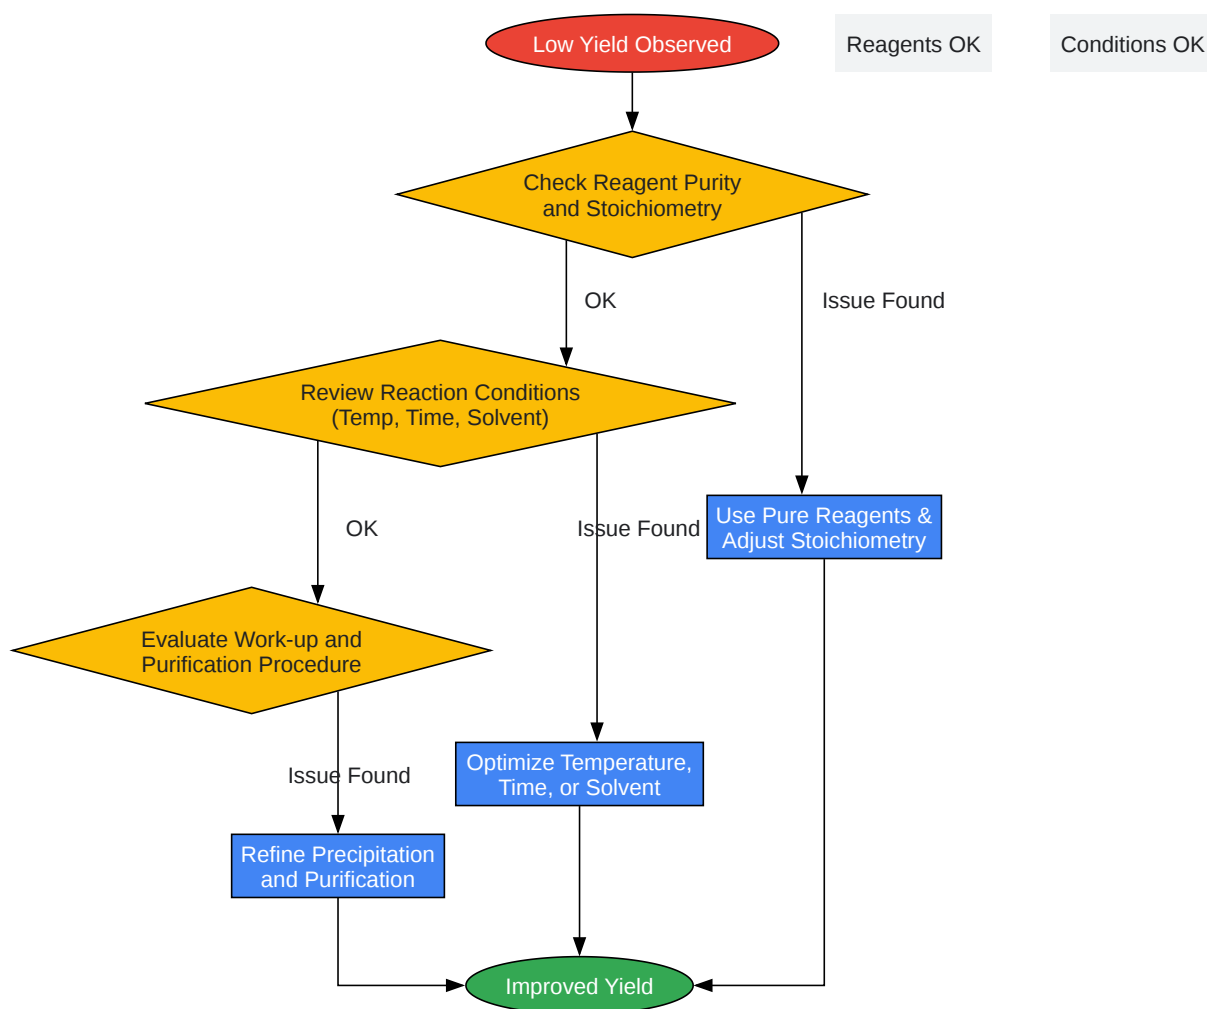 Low Yield Observed
Reagents OK
Conditions OK
Check Reagent Purity
and Stoichiometry
OK
Issue Found
Review Reaction Conditions
(Temp, Time, Solvent)
Use Pure Reagents &
Adjust Stoichiometry
OK
Issue Found
Evaluate Work-up and
Purification Procedure
Issue Found
Optimize Temperature,
Time, or Solvent
Refine Precipitation
and Purification
Improved Yield